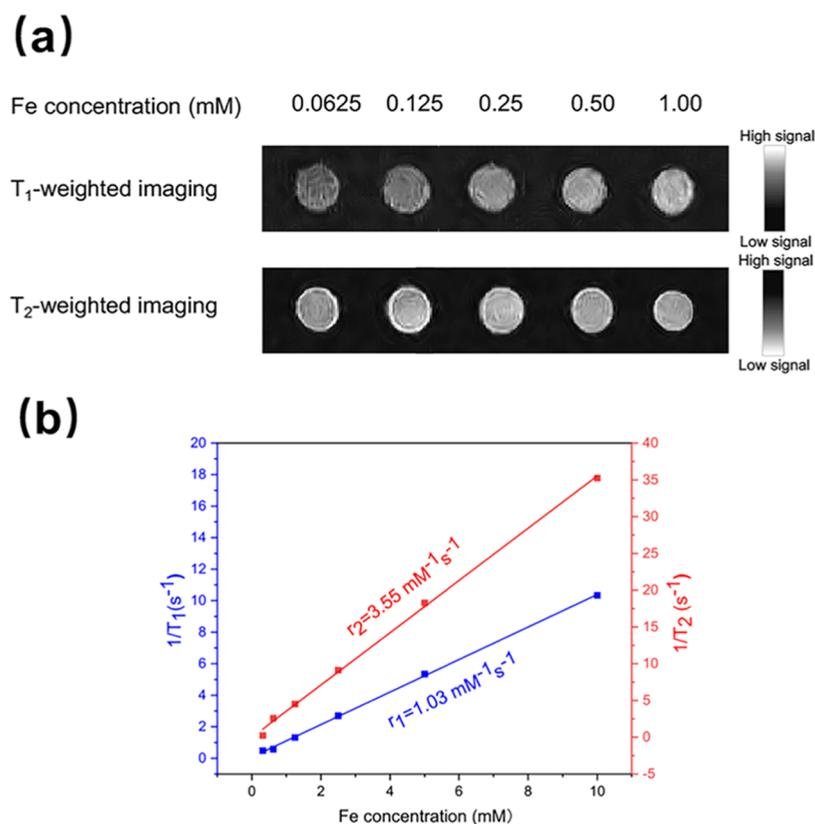 (a)
Fe concentration (mM) 0.0625 0.125 0.25 0.50 1.00
High signal
T1-weighted imaging
Low signal
High signal
T2-weighted imaging
Low signal
(b)
20 40
18 35
16 30
14 25
12 20
10 15
8 10
6 5
4 0
2 -5
0
1/T1(s-1)
1/T2 (s-1)
r2=3.55 mM-1s-1
r1=1.03 mM-1s-1
0 2 4 6 8 10
Fe concentration (mM)